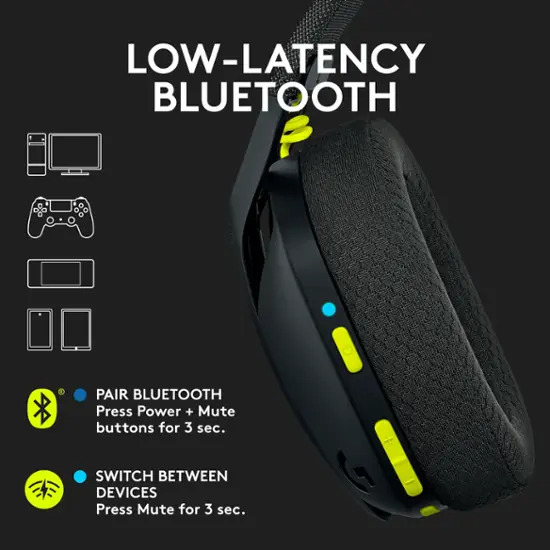 LOW-LATENCY
BLUETOOTH
® PAIR BLUETOOTH
Press Power + Mute
buttons for 3 sec.
SWITCH BETWEEN
DEVICES
Press Mute for 3 sec.